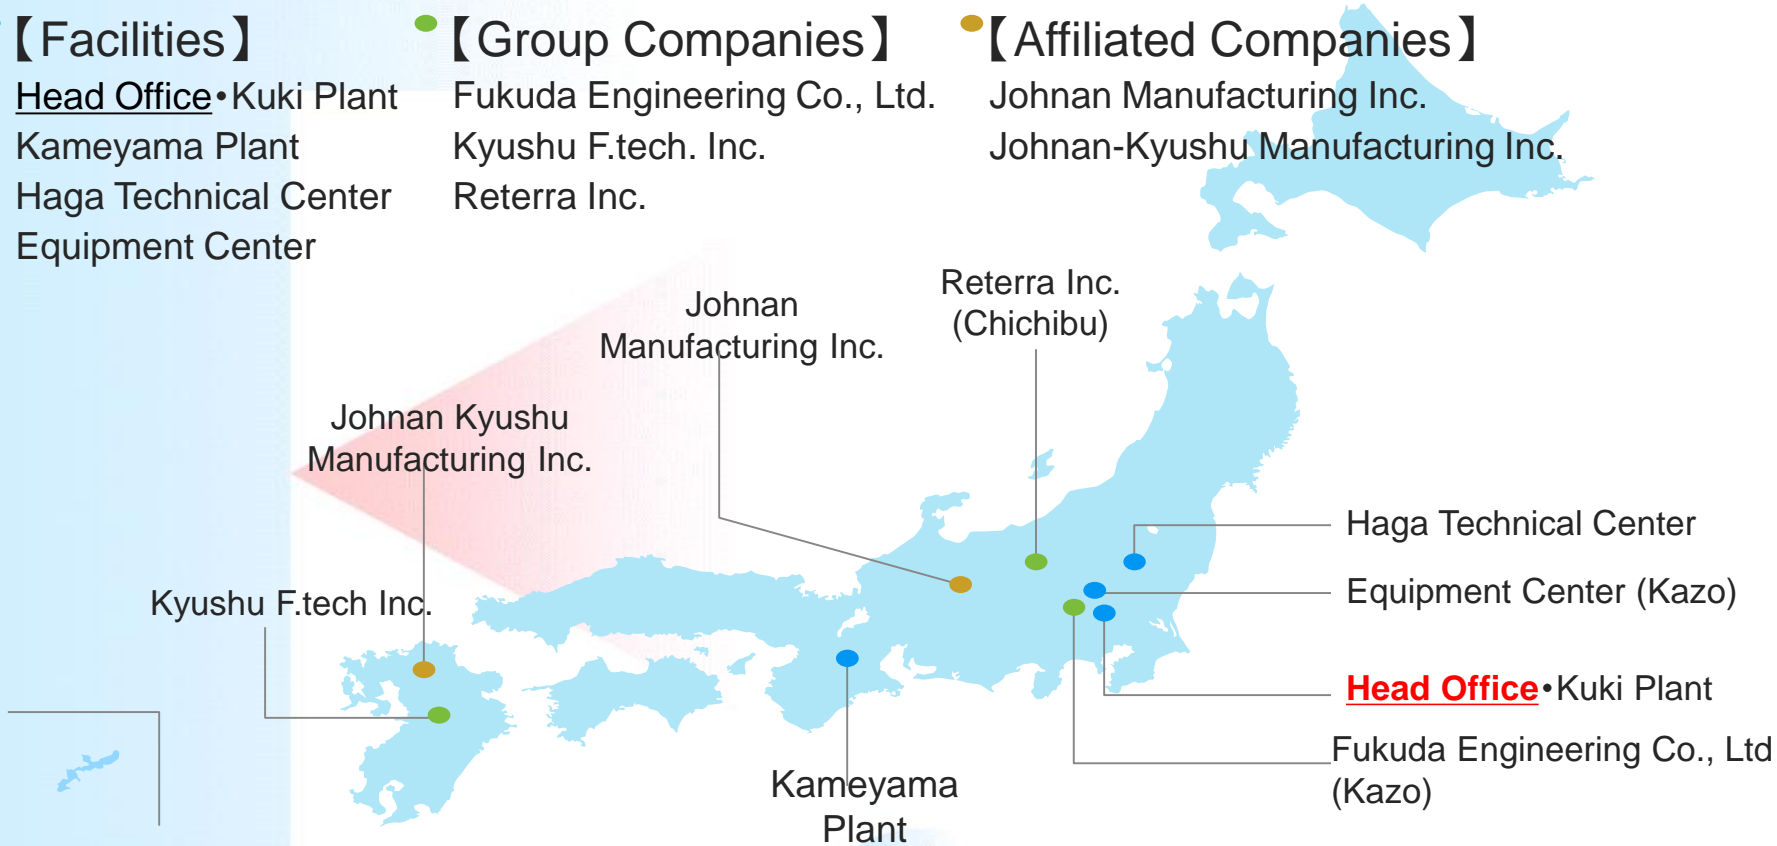 【Facilities】
Head Office•Kuki Plant
Kameyama Plant
Haga Technical Center
Equipment Center
【Group Companies】
Fukuda Engineering Co., Ltd.
Kyushu F.tech. Inc.
Reterra Inc.
【Affiliated Companies】
Johnan Manufacturing Inc.
Johnan-Kyushu Manufacturing Inc.
Reterra Inc.
(Chichibu)
Johnan
Manufacturing Inc.
Johnan Kyushu
Manufacturing Inc.
Kyushu F.tech Inc.
Haga Technical Center
Equipment Center (Kazo)
Head Office•Kuki Plant
Fukuda Engineering Co., Ltd
(Kazo)
Kameyama
Plant